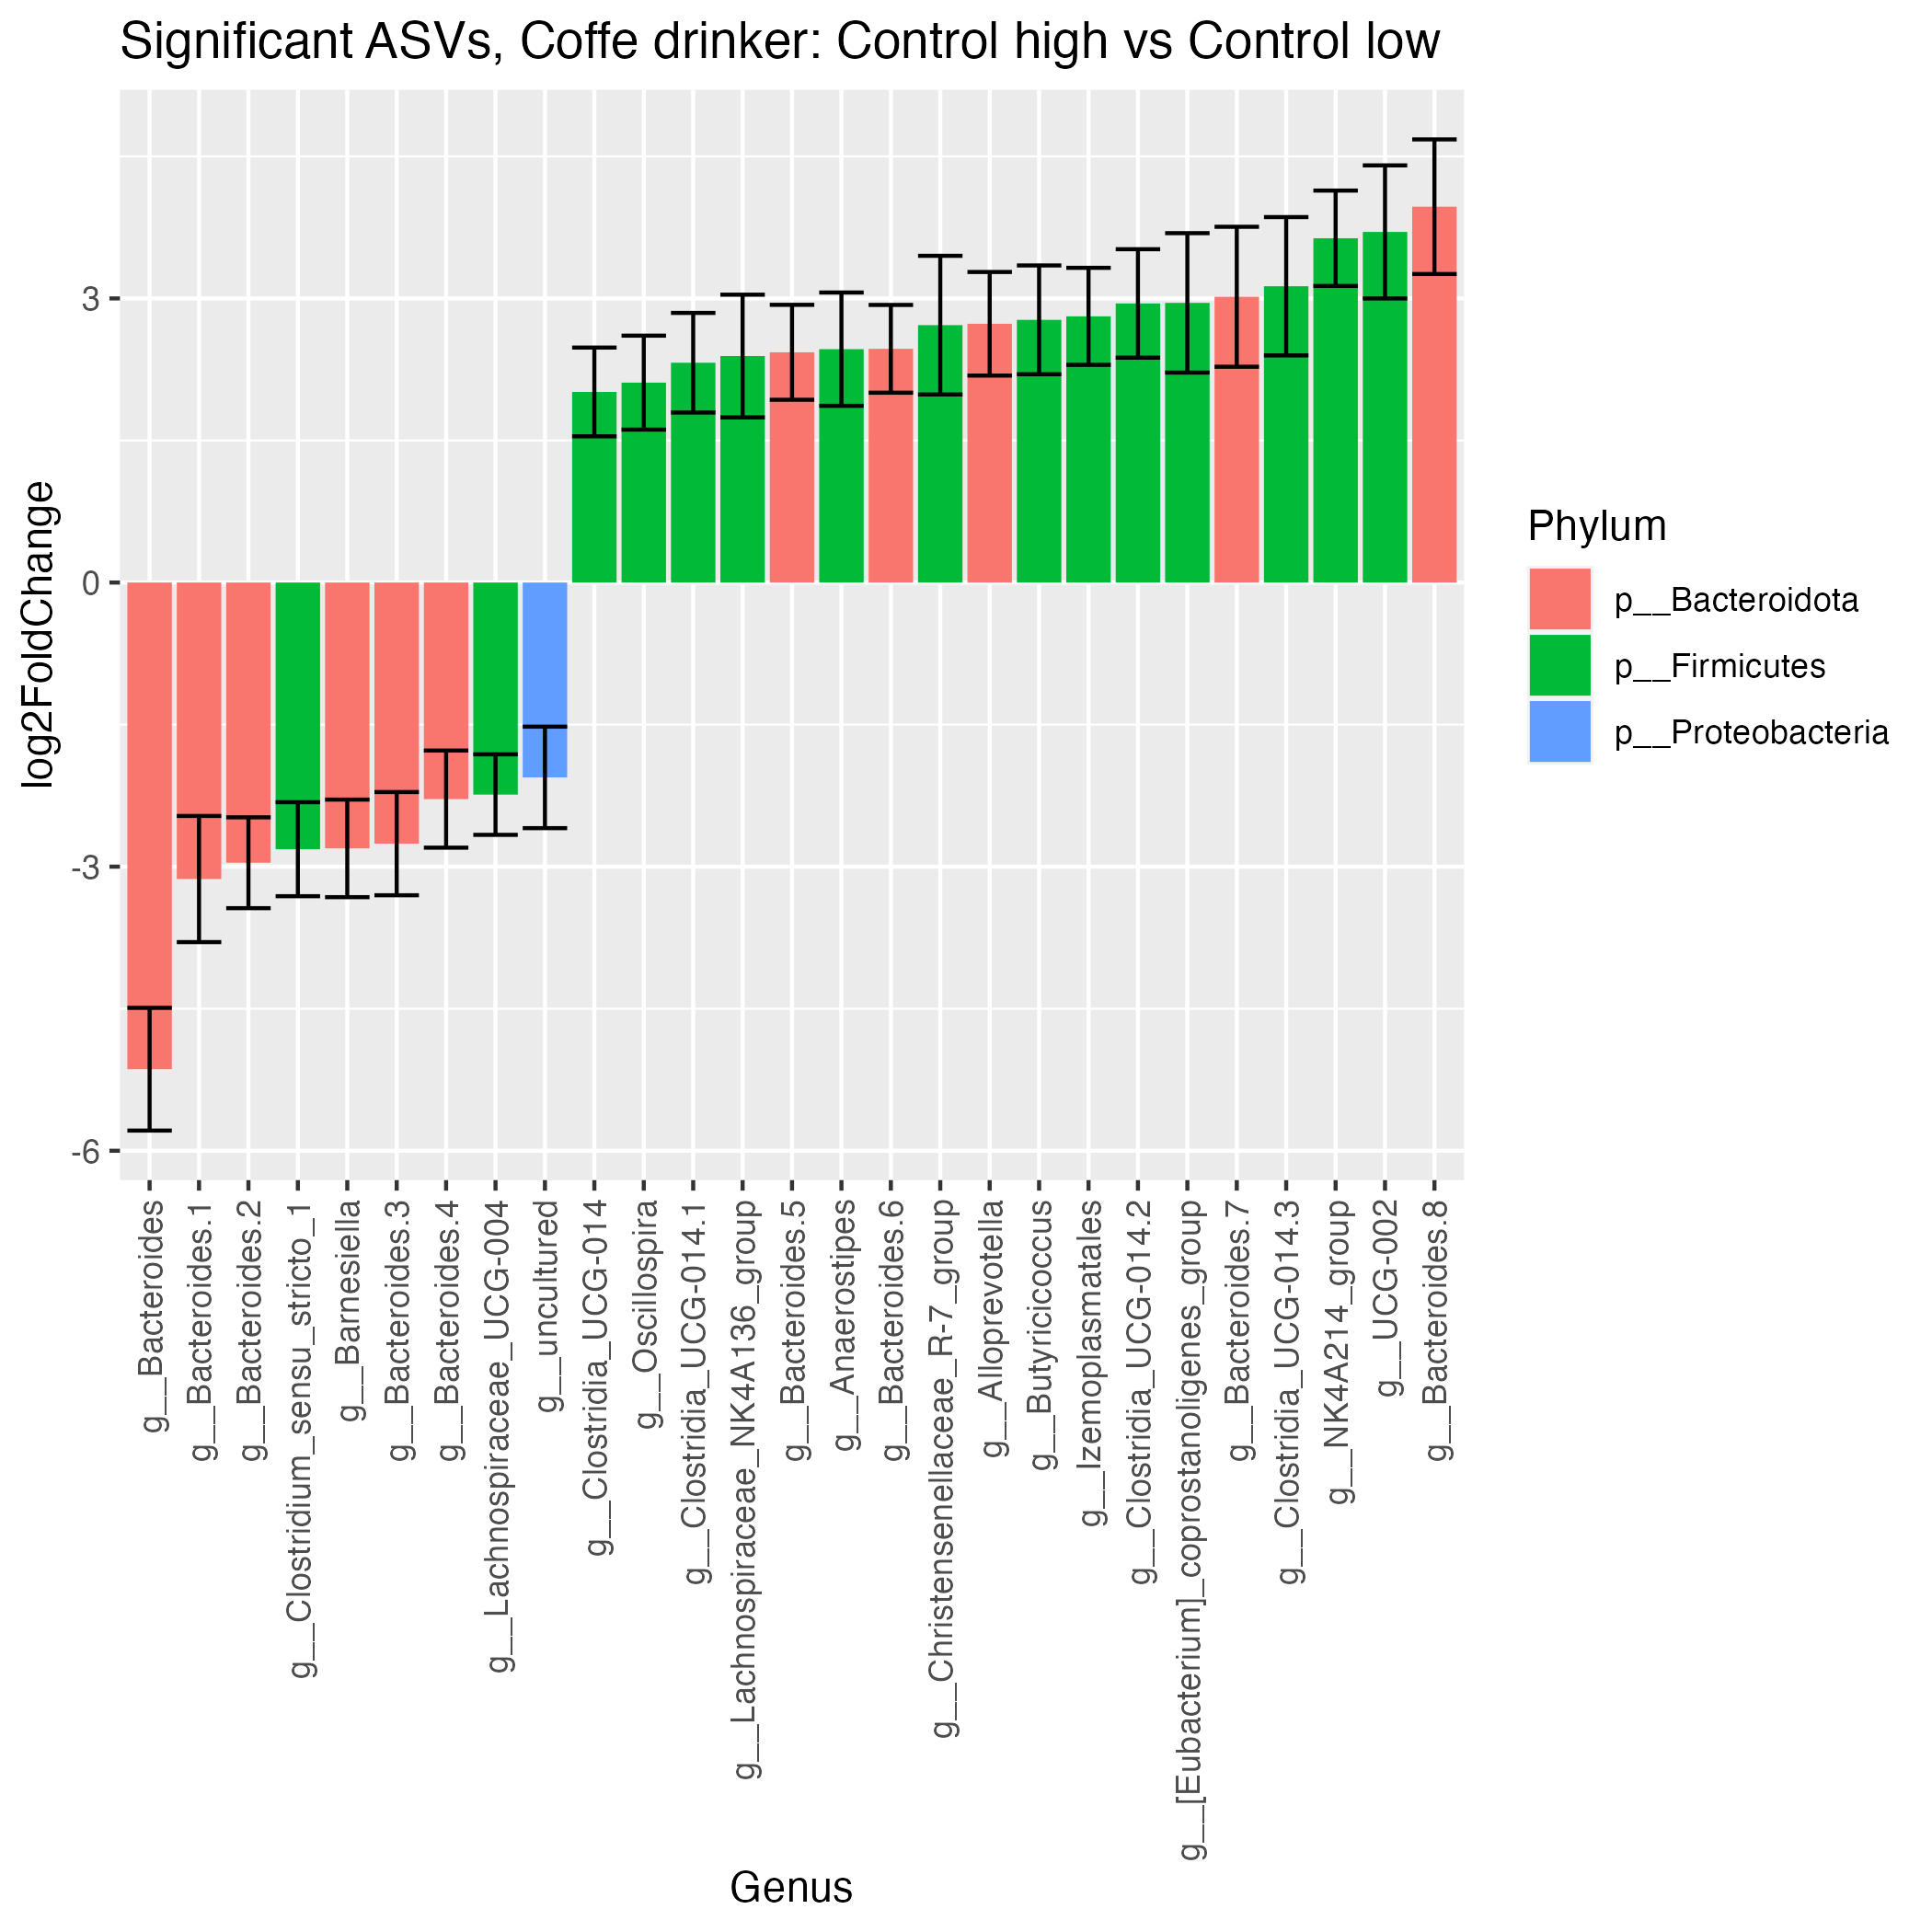 Significant ASVs, Coffe drinker: Control high vs Control low
log2FoldChange
3
0
-3
-6
g__Bacteroides
g__Bacteroides.1
g__Bacteroides.2
g__Clostridium_sensu_stricto_1
g__Barnesiella
g__Bacteroides.3
g__Bacteroides.4
g__Lachnospiraceae_UCG-004
g__uncultured
g__Clostridia_UCG-014
g__Oscillospira
g__Clostridia_UCG-014.1
g__Lachnospiraceae_NK4A136_group
g__Bacteroides.5
g__Anaerostipes
g__Bacteroides.6
g__Christensenellaceae_R-7_group
g__Alloprevotella
g__Butyricicoccus
g__Izemoplasmatales
g__Clostridia_UCG-014.2
g__[Eubacterium]_coprostanoligenes_group
g__Bacteroides.7
g__Clostridia_UCG-014.3
g__NK4A214_group
g__UCG-002
g__Bacteroides.8
Genus
Phylum
p__Bacteroidota
p__Firmicutes
p__Proteobacteria